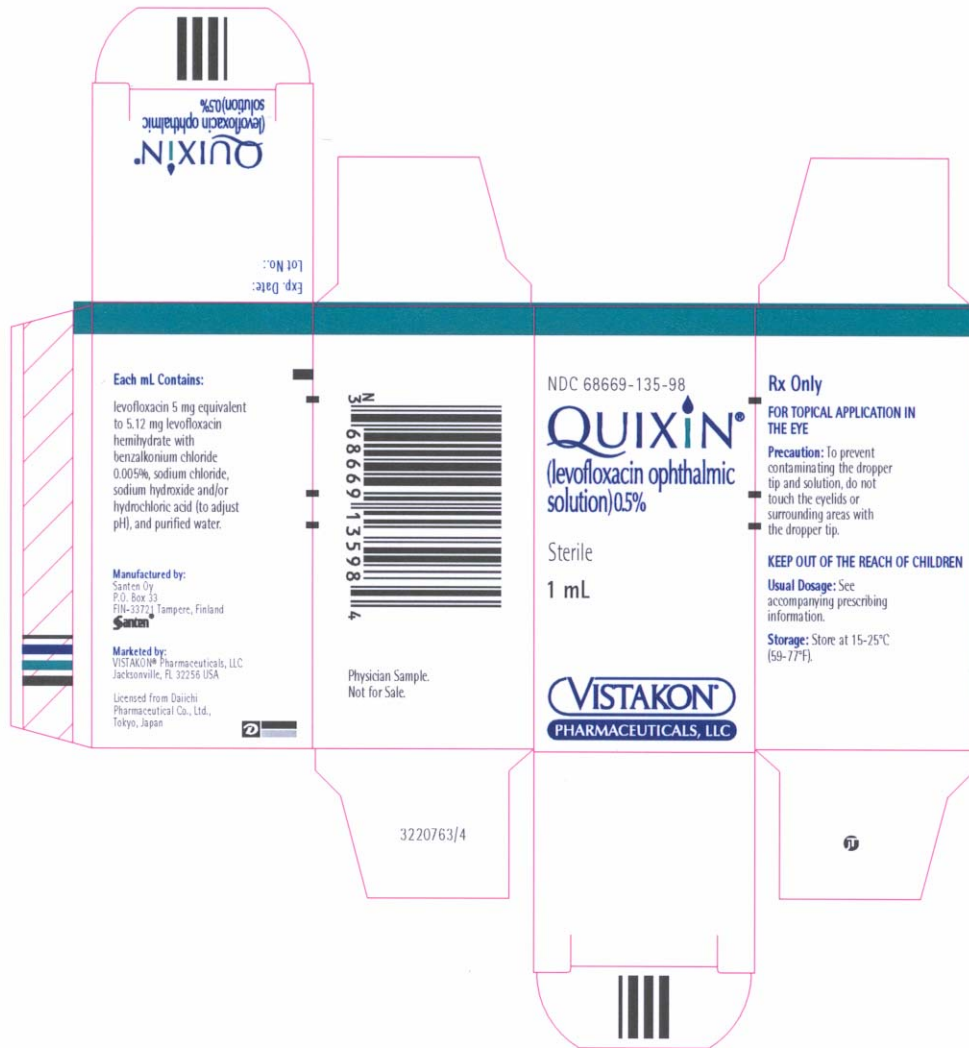 QUIXIN®
(levofloxacin ophthalmic
solution)0.5%
Lot No.:
Exp. Date:
Each mL Contains:
levofloxacin 5 mg equivalent
to 5.12 mg levofloxacin
hemihydrate with
benzalkonium chloride
0.005%, sodium chloride,
sodium hydroxide and/or
hydrochloric acid (to adjust
pH), and purified water.
Manufactured by:
Santen Oy
P.O. Box 33
FIN-33721 Tampere, Finland
Santen®
Marketed by:
VISTAKON® Pharmaceuticals, LLC
Jacksonville, FL 32256 USA
Licensed from Daiichi
Pharmaceutical Co., Ltd.,
Tokyo, Japan
N
3 68669 13598 4
Physician Sample.
Not for Sale.
3220763/4
NDC 68669-135-98
QUIXIN®
(levofloxacin ophthalmic
solution)0.5%
Sterile
1 mL
VISTAKON®
PHARMACEUTICALS, LLC
Rx Only
FOR TOPICAL APPLICATION IN
THE EYE
Precaution: To prevent
contaminating the dropper
tip and solution, do not
touch the eyelids or
surrounding areas with
the dropper tip.
KEEP OUT OF THE REACH OF CHILDREN
Usual Dosage: See
accompanying prescribing
information.
Storage: Store at 15-25°C
(59-77°F).